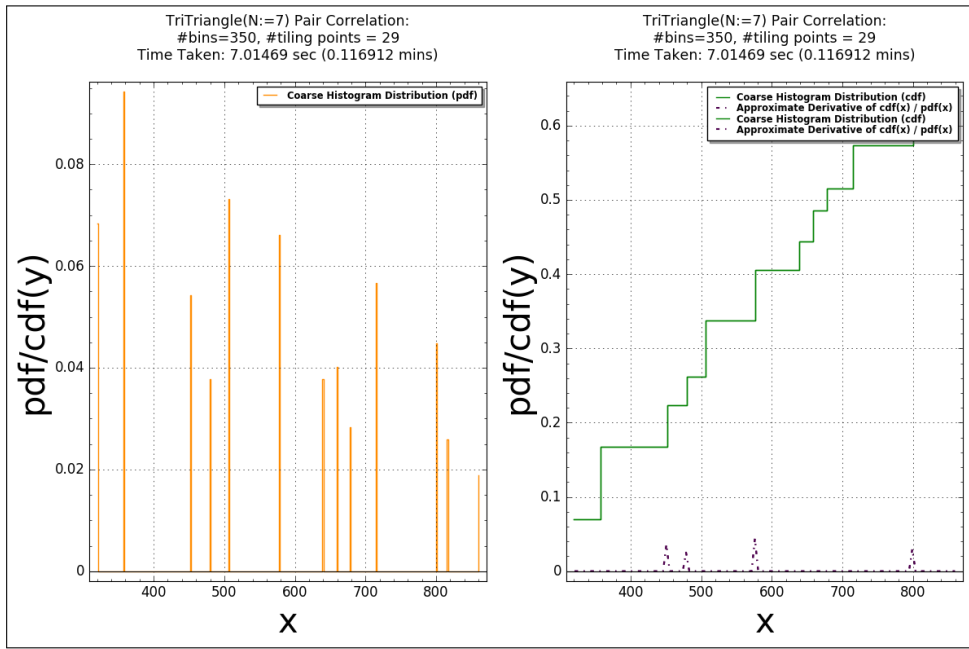 TriTriangle(N:=7) Pair Correlation:
#bins=350, #tiling points = 29
Time Taken: 7.01469 sec (0.116912 mins)
Coarse Histogram Distribution (pdf)
pdf/cdf(y)
0.08
0.06
0.04
0.02
0
400
500
600
700
800
x
TriTriangle(N:=7) Pair Correlation:
#bins=350, #tiling points = 29
Time Taken: 7.01469 sec (0.116912 mins)
Coarse Histogram Distribution (cdf)
Approximate Derivative of cdf(x) / pdf(x)
Coarse Histogram Distribution (cdf)
Approximate Derivative of cdf(x) / pdf(x)
pdf/cdf(y)
0.6
0.5
0.4
0.3
0.2
0.1
0
400
500
600
700
800
x